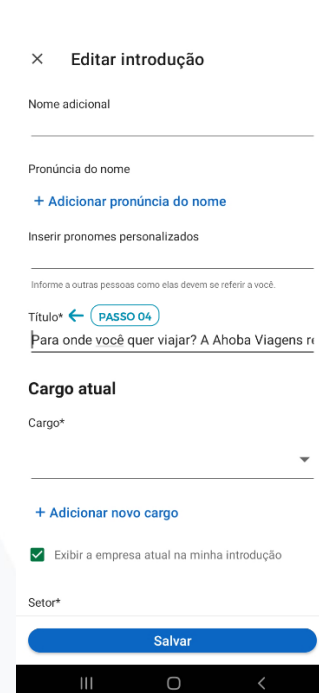 Editar introdução
Nome adicional
Pronúncia do nome
+ Adicionar pronúncia do nome
Inserir pronomes personalizados
Informe a outras pessoas como elas devem se referir a você.
Título* ← PASSO 04
Para onde você quer viajar? A Ahoba Viagens re
Cargo atual
Cargo*
+ Adicionar novo cargo
Exibir a empresa atual na minha introdução
Setor*
Salvar